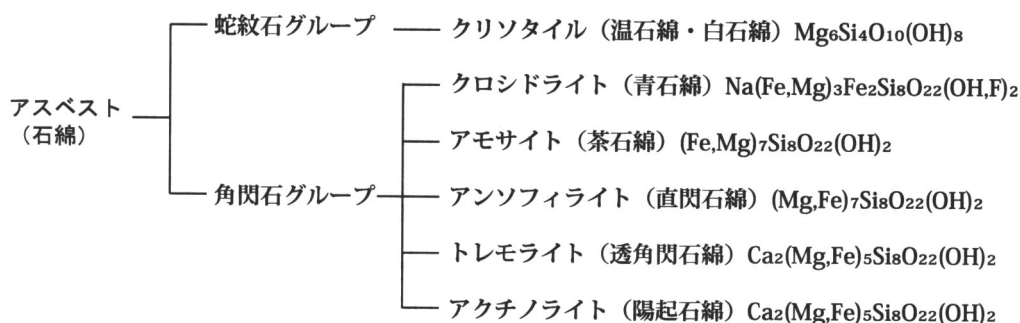 蛇紋石グループ クリソタイル（温石綿・白石綿）Mg₆Si₄O₁₀(OH)₈
クロシドライト（青石綿）Na(Fe,Mg)₃Fe₂Si₈O₂₂(OH,F)₂
アスベスト
（石綿）
アモサイト（茶石綿）(Fe,Mg)₇Si₈O₂₂(OH)₂
角閃石グループ アンソフィライト（直閃石綿）(Mg,Fe)₇Si₈O₂₂(OH)₂
トレモライト（透角閃石綿）Ca₂(Mg,Fe)₅Si₈O₂₂(OH)₂
アクチノライト（陽起石綿）Ca₂(Mg,Fe)₅Si₈O₂₂(OH)₂